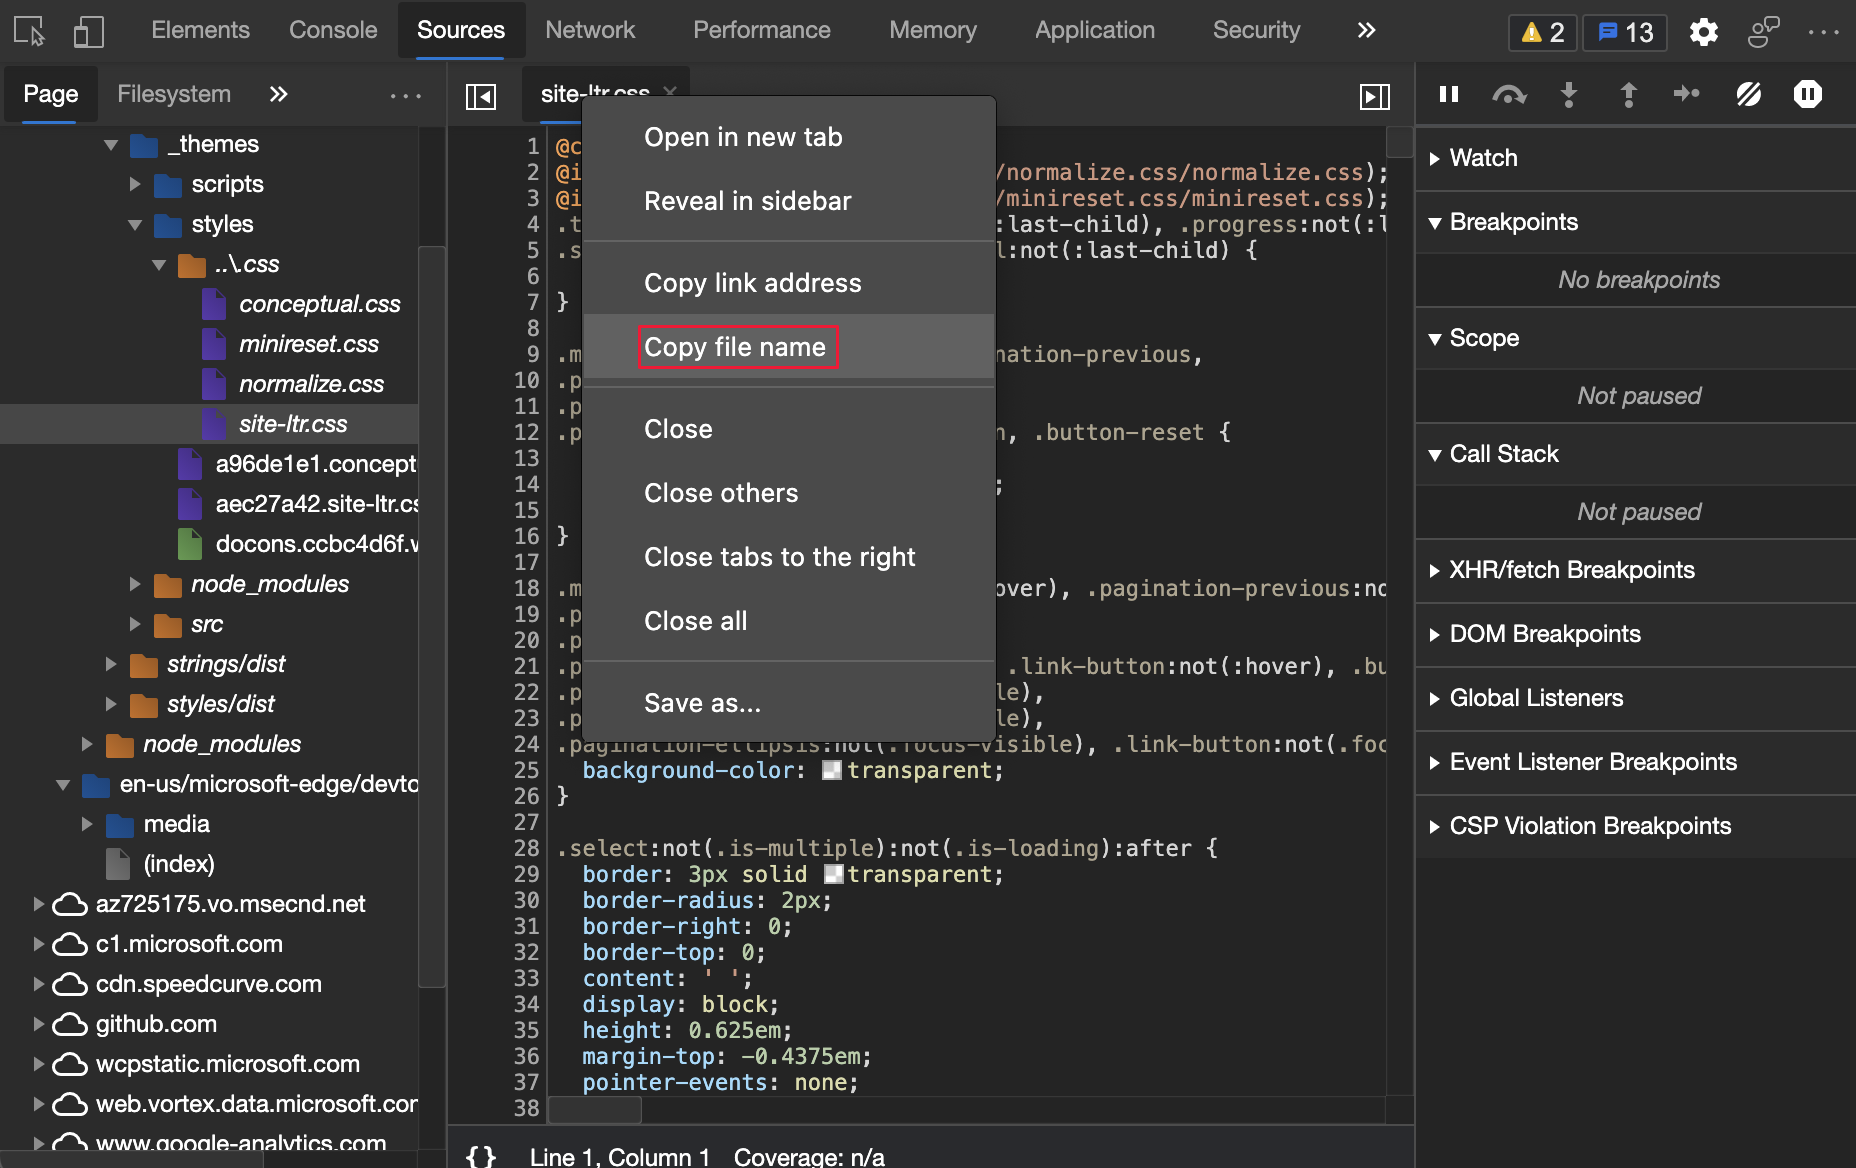 Elements Console Sources Network Performance Memory Application Security 2 13
Page Filesystem
_themes
scripts
styles
..\.css
conceptual.css
minireset.css
normalize.css
site-ltr.css
a96de1e1.concept
aec27a42.site-ltr.cs
docons.ccbc4d6f.w
node_modules
src
strings/dist
styles/dist
node_modules
en-us/microsoft-edge/devto
media
(index)
az725175.vo.msecnd.net
c1.microsoft.com
cdn.speedcurve.com
github.com
wcpstatic.microsoft.com
web.vortex.data.microsoft.com
www.google-analytics.com
site-ltr.css
Open in new tab
Reveal in sidebar
Copy link address
Copy file name
Close
Close others
Close tabs to the right
Close all
Save as...
1 @c
2 @i /normalize.css/normalize.css);
3 @i /minireset.css/minireset.css);
4 .t :last-child), .progress:not(:l
5 .s l:not(:last-child) {
6
7 }
8
9 .m nation-previous,
10 .p
11 .p
12 .p n, .button-reset {
13
14 ;
15
16 }
17
18 .m over), .pagination-previous:no
19 .p
20 .p
21 .p .link-button:not(:hover), .bu
22 .p le),
23 .p le),
24 .pagination-ellipsis:not(.focus-visible), .link-button:not(.foc
25 background-color: transparent;
26 }
27
28 .select:not(.is-multiple):not(.is-loading):after {
29 border: 3px solid transparent;
30 border-radius: 2px;
31 border-right: 0;
32 border-top: 0;
33 content: ' ';
34 display: block;
35 height: 0.625em;
36 margin-top: -0.4375em;
37 pointer-events: none;
38
{} Line 1, Column 1 Coverage: n/a
Watch
Breakpoints
No breakpoints
Scope
Not paused
Call Stack
Not paused
XHR/fetch Breakpoints
DOM Breakpoints
Global Listeners
Event Listener Breakpoints
CSP Violation Breakpoints